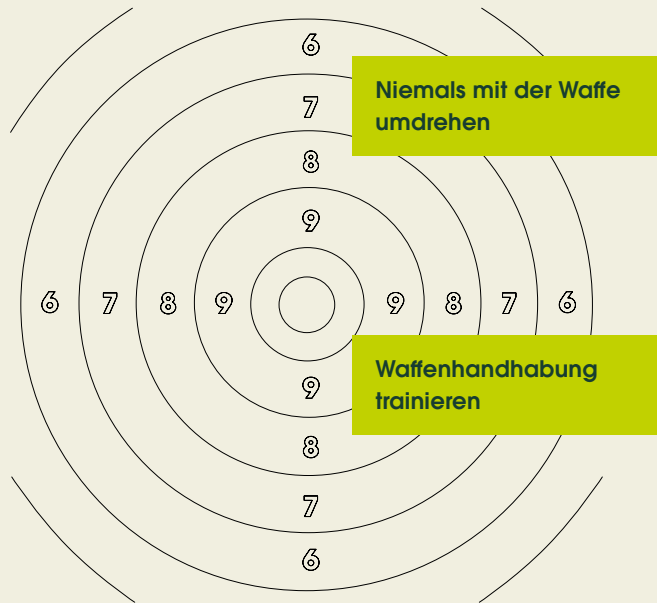 6
Niemals mit der Waffe
umdrehen
7
8
9
6 7 8 9 9 8 7 6
Waffenhandhabung
trainieren
9
8
7
6